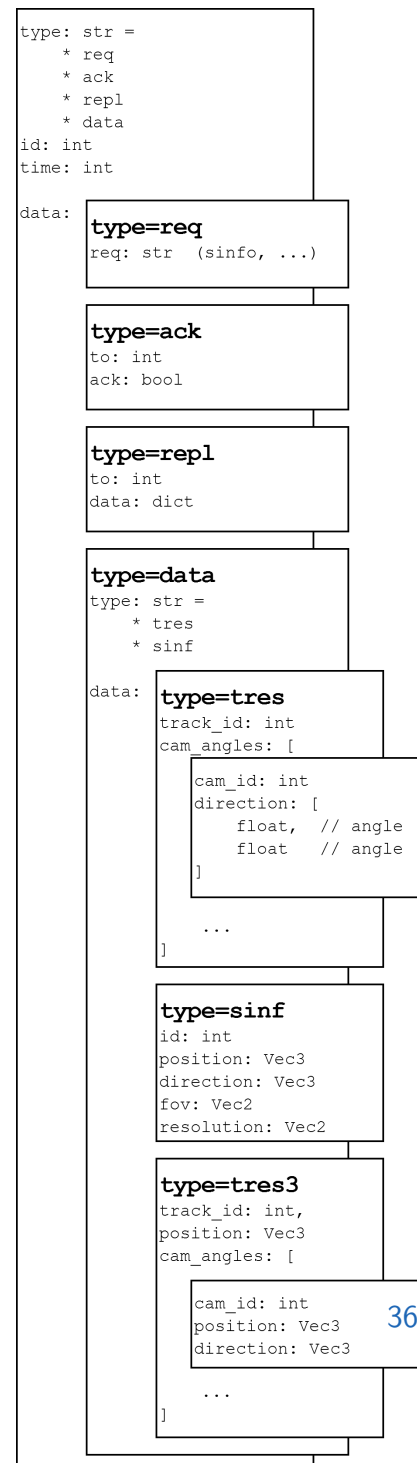 type: str =
* req
* ack
* repl
* data
id: int
time: int
data:
type=req
req: str (sinfo, ...)
type=ack
to: int
ack: bool
type=repl
to: int
data: dict
type=data
type: str =
* tres
* sinf
data:
type=tres
track_id: int
cam_angles: [
cam_id: int
direction: [
float, // angle
float // angle
]
...
]
type=sinf
id: int
position: Vec3
direction: Vec3
fov: Vec2
resolution: Vec2
type=tres3
track_id: int,
position: Vec3
cam_angles: [
cam_id: int
position: Vec3
direction: Vec3
36
...
]